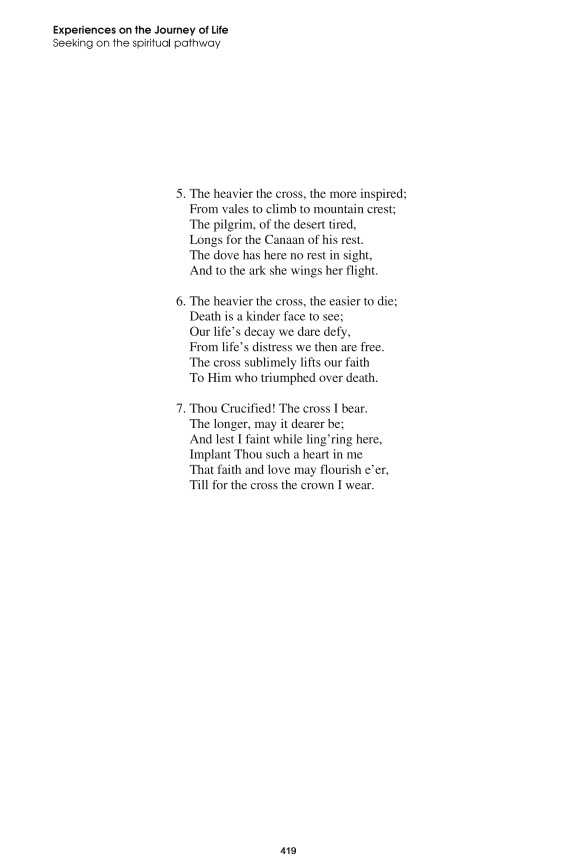 Experiences on the Journey of Life
Seeking on the spiritual pathway
5. The heavier the cross, the more inspired;
From vales to climb to mountain crest;
The pilgrim, of the desert tired,
Longs for the Canaan of his rest.
The dove has here no rest in sight,
And to the ark she wings her flight.
6. The heavier the cross, the easier to die;
Death is a kinder face to see;
Our life’s decay we dare defy,
From life’s distress we then are free.
The cross sublimely lifts our faith
To Him who triumphed over death.
7. Thou Crucified! The cross I bear.
The longer, may it dearer be;
And lest I faint while ling’ring here,
Implant Thou such a heart in me
That faith and love may flourish e’er,
Till for the cross the crown I wear.
419